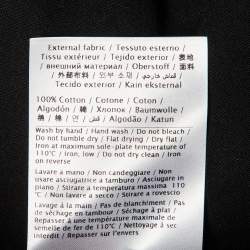 External fabric / Tessuto esterno /
Tissu extérieur / Tejido exterior / 表地
/ внешний материал / Oberstoff / 面料
/ 外部布料 / 외부 소재 / قماش خارجي /
Tecido exterior / Kain eksternal
100% Cotton / Cotone / Coton /
Algodón / 綿 / Хлопок / Baumwolle /
棉 / 棉 / 면 / قطن / Algodão / Katun
Wash by hand / Hand wash / Do not bleach
/ Do not tumble dry / Flat drying / Dry flat /
Iron at maximum sole-plate temperature of
110°C / Iron, low / Do not dry clean / Iron
on reverse
Lavare a mano / Non candeggiare / Non
asciugatrice a tamburo / Asciugare in
piano / Stirare a temperatura massima 110
°C / Non lavare a secco / Stirare a
rovescio
Lavage à la main / Pas de blanchiment / Pas
de séchage en tambour / Séchage à plat /
Repasser à une température maximale de
semelle de fer de 110°C / Nettoyage à sec
interdit / Repasser sur l'envers